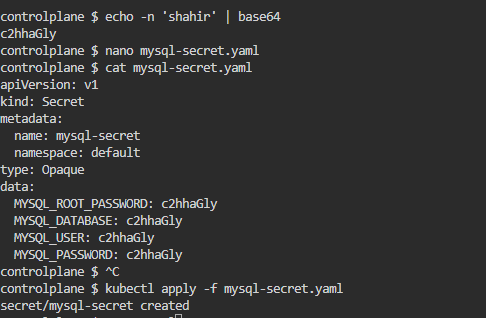 controlplane $ echo -n 'shahir' | base64
c2hhaGly
controlplane $ nano mysql-secret.yaml
controlplane $ cat mysql-secret.yaml
apiVersion: v1
kind: Secret
metadata:
  name: mysql-secret
  namespace: default
type: Opaque
data:
  MYSQL_ROOT_PASSWORD: c2hhaGly
  MYSQL_DATABASE: c2hhaGly
  MYSQL_USER: c2hhaGly
  MYSQL_PASSWORD: c2hhaGly
controlplane $ ^C
controlplane $ kubectl apply -f mysql-secret.yaml
secret/mysql-secret created